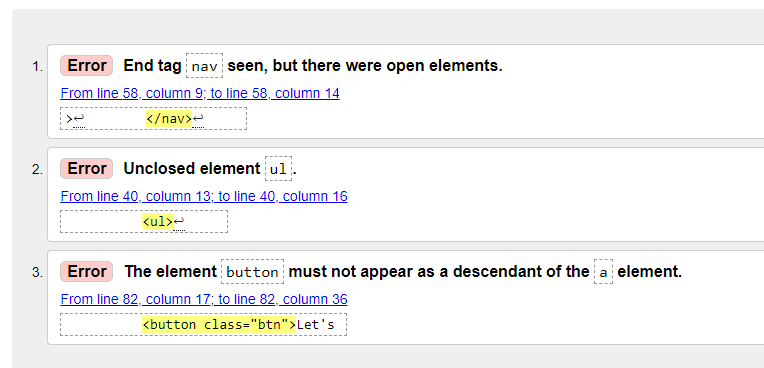 1. Error End tag nav seen, but there were open elements.
From line 58, column 9; to line 58, column 14
>↩ </nav>↩
2. Error Unclosed element ul.
From line 40, column 13; to line 40, column 16
<ul>↩
3. Error The element button must not appear as a descendant of the a element.
From line 82, column 17; to line 82, column 36
<button class="btn">Let's